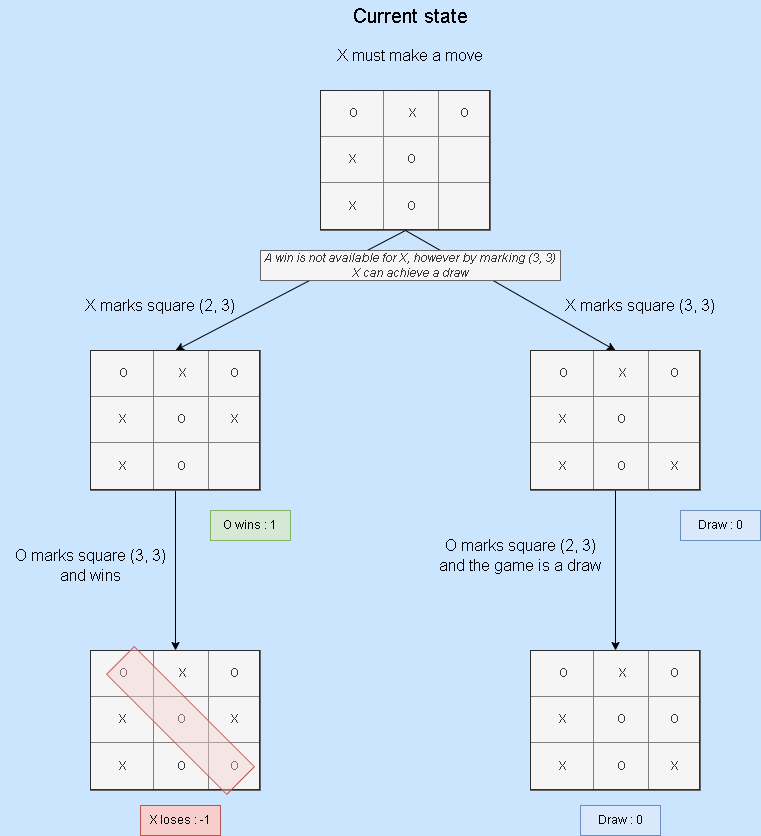 Current state
X must make a move
O X O
X O
X O
A win is not available for X, however by marking (3, 3)
X can achieve a draw
X marks square (2, 3)
X marks square (3, 3)
O X O
X O X
X O
O X O
X O
X O X
O wins : 1
Draw : 0
O marks square (3, 3)
and wins
O marks square (2, 3)
and the game is a draw
O X O
X O X
X O O
O X O
X O O
X O X
X loses : -1
Draw : 0